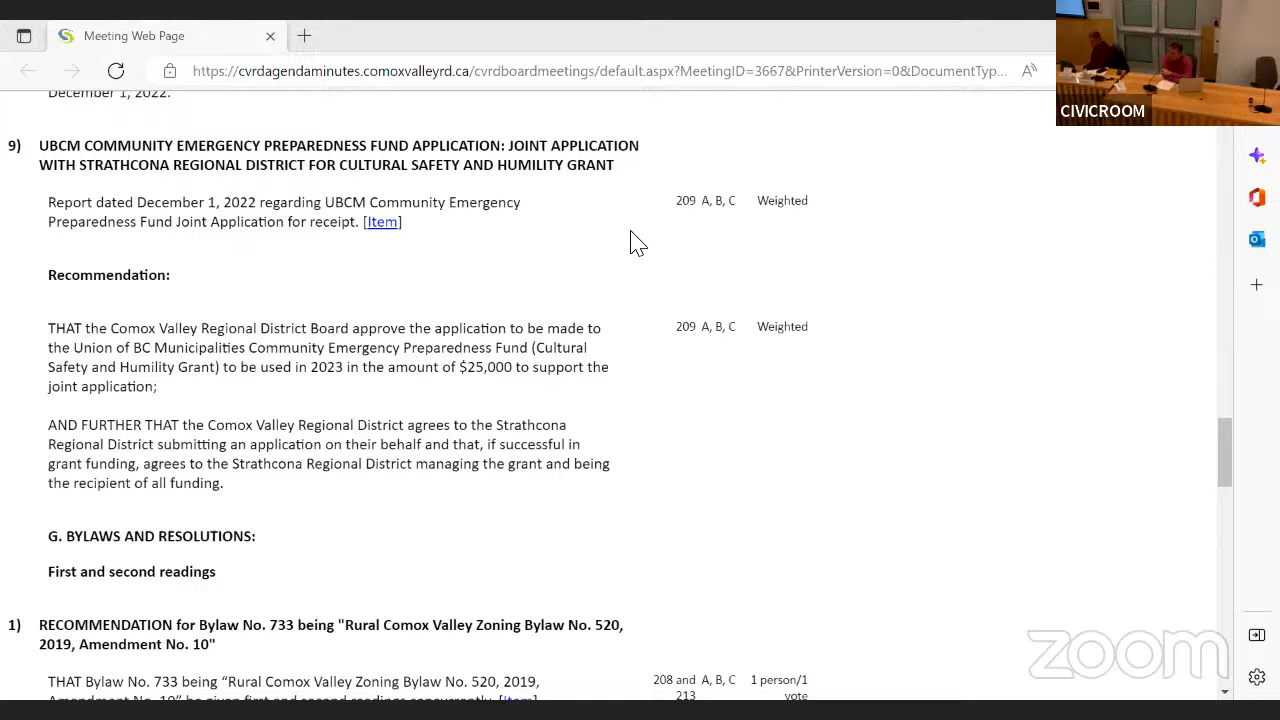 Meeting Web Page
https://cvrdagendaminutes.comoxvalleyrd.ca/cvrdboardmeetings/default.aspx?MeetingID=3667&PrinterVersion=0&DocumentTyp...
CIVICROOM
December 1, 2022.
9) UBCM COMMUNITY EMERGENCY PREPAREDNESS FUND APPLICATION: JOINT APPLICATION
WITH STRATHCONA REGIONAL DISTRICT FOR CULTURAL SAFETY AND HUMILITY GRANT
Report dated December 1, 2022 regarding UBCM Community Emergency 209 A, B, C Weighted
Preparedness Fund Joint Application for receipt. [Item]
Recommendation:
THAT the Comox Valley Regional District Board approve the application to be made to 209 A, B, C Weighted
the Union of BC Municipalities Community Emergency Preparedness Fund (Cultural
Safety and Humility Grant) to be used in 2023 in the amount of $25,000 to support the
joint application;
AND FURTHER THAT the Comox Valley Regional District agrees to the Strathcona
Regional District submitting an application on their behalf and that, if successful in
grant funding, agrees to the Strathcona Regional District managing the grant and being
the recipient of all funding.
G. BYLAWS AND RESOLUTIONS:
First and second readings
1) RECOMMENDATION for Bylaw No. 733 being "Rural Comox Valley Zoning Bylaw No. 520,
2019, Amendment No. 10"
THAT Bylaw No. 733 being “Rural Comox Valley Zoning Bylaw No. 520, 2019, 208 and A, B, C 1 person/1
Amendment No. 10” be given first and second readings concurrently. [Item] 213 vote
zoom